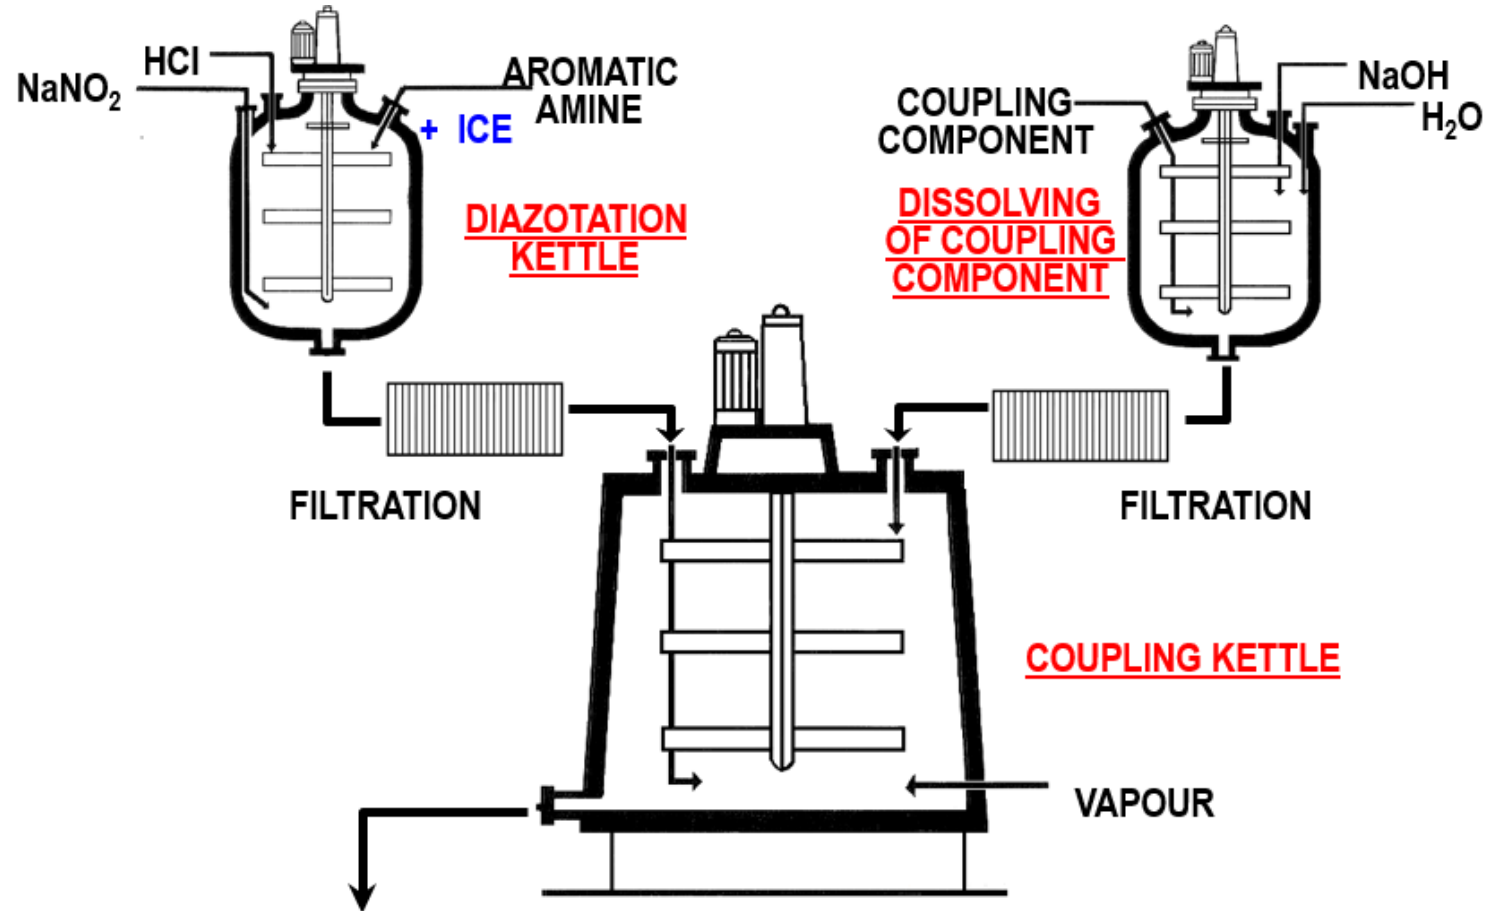 HCl
NaNO₂
AROMATIC
AMINE
+ ICE
DIAZOTATION
KETTLE
COUPLING
COMPONENT
NaOH
H₂O
DISSOLVING
OF COUPLING
COMPONENT
FILTRATION
FILTRATION
COUPLING KETTLE
VAPOUR